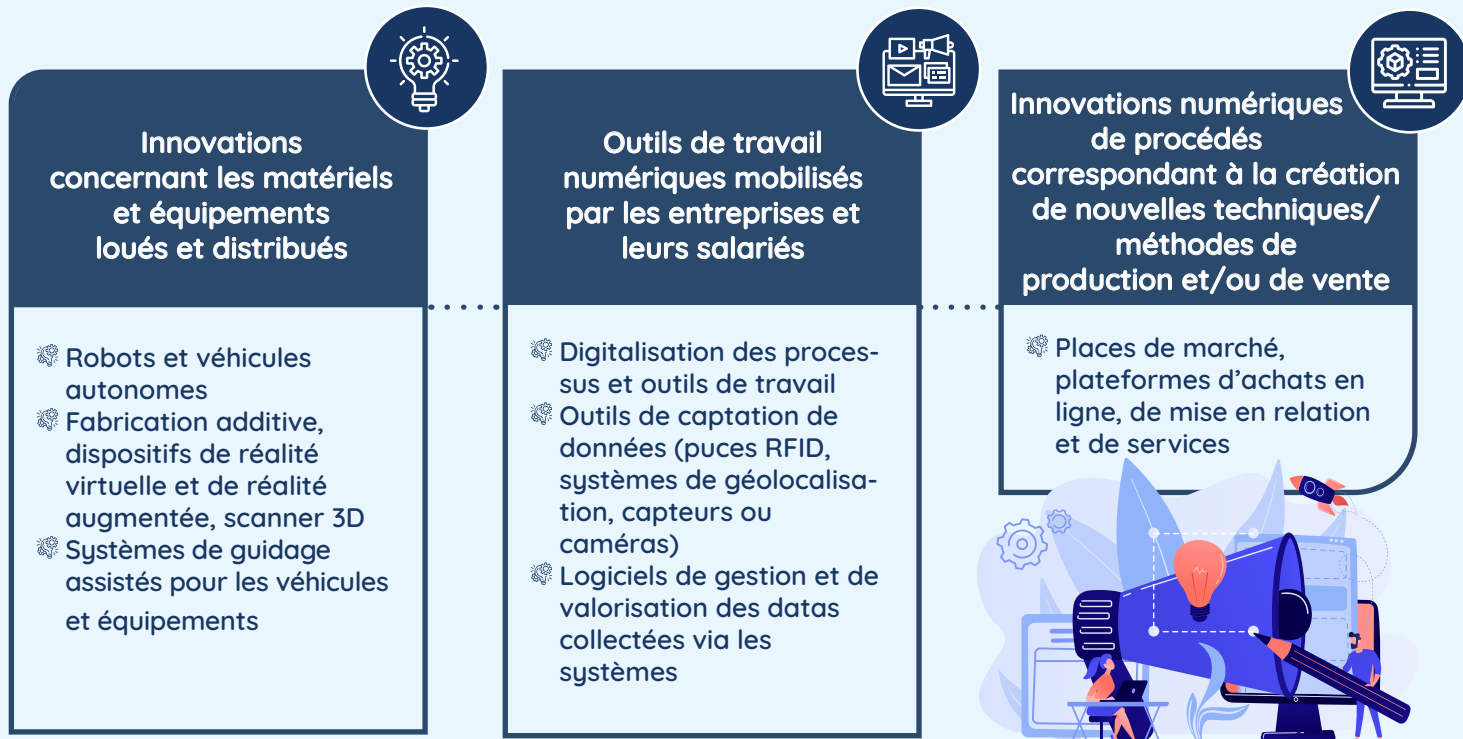 Innovations
concernant les matériels
et équipements
loués et distribués
Robots et véhicules
autonomes
Fabrication additive,
dispositifs de réalité
virtuelle et de réalité
augmentée, scanner 3D
Systèmes de guidage
assistés pour les véhicules
et équipements
Outils de travail
numériques mobilisés
par les entreprises et
leurs salariés
Digitalisation des proces-
sus et outils de travail
Outils de captation de
données (puces RFID,
systèmes de géolocalisa-
tion, capteurs ou
caméras)
Logiciels de gestion et de
valorisation des datas
collectées via les
systèmes
Innovations numériques
de procédés
correspondant à la création
de nouvelles techniques/
méthodes de
production et/ou de vente
Places de marché,
plateformes d’achats en
ligne, de mise en relation
et de services